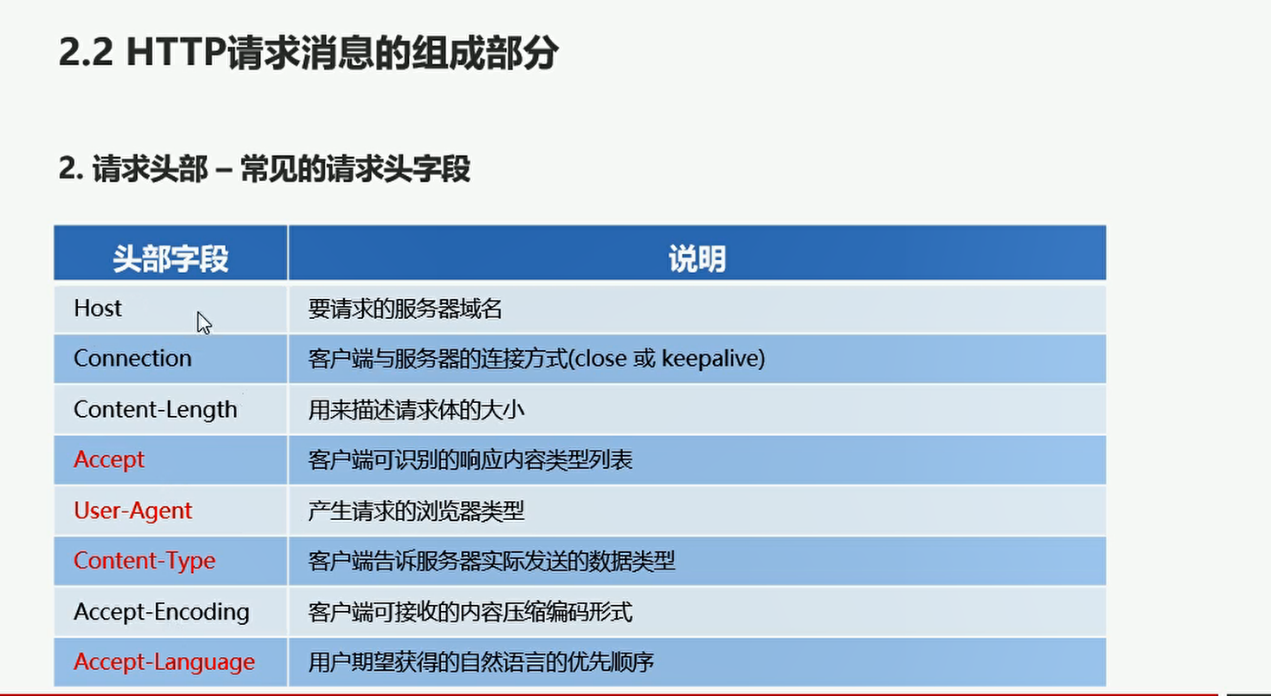 2.2 HTTP请求消息的组成部分
2. 请求头部 – 常见的请求头字段
头部字段 说明
Host 要请求的服务器域名
Connection 客户端与服务器的连接方式(close 或 keepalive)
Content-Length 用来描述请求体的大小
Accept 客户端可识别的响应内容类型列表
User-Agent 产生请求的浏览器类型
Content-Type 客户端告诉服务器实际发送的数据类型
Accept-Encoding 客户端可接收的内容压缩编码形式
Accept-Language 用户期望获得的自然语言的优先顺序